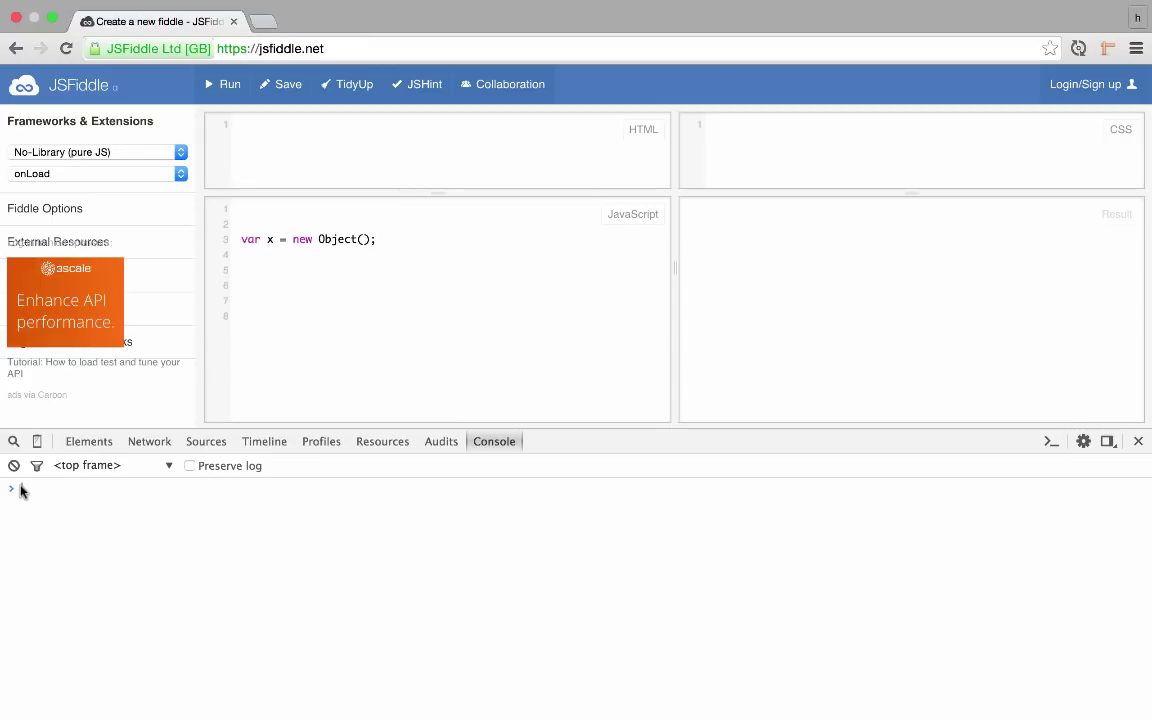 Create a new fiddle - JSFid
h
JSFiddle Ltd [GB] https://jsfiddle.net
JSFiddle α
Run Save TidyUp JSHint Collaboration Login/Sign up
Frameworks & Extensions
No-Library (pure JS)
onLoad
Fiddle Options
External Resources
3scale
Enhance API
performance.
ks
Tutorial: How to load test and tune your
API
ads via Carbon
1
HTML
1
CSS
1
2
3 var x = new Object();
4
5
6
7
8
JavaScript
Result
Elements Network Sources Timeline Profiles Resources Audits Console
<top frame> Preserve log
>